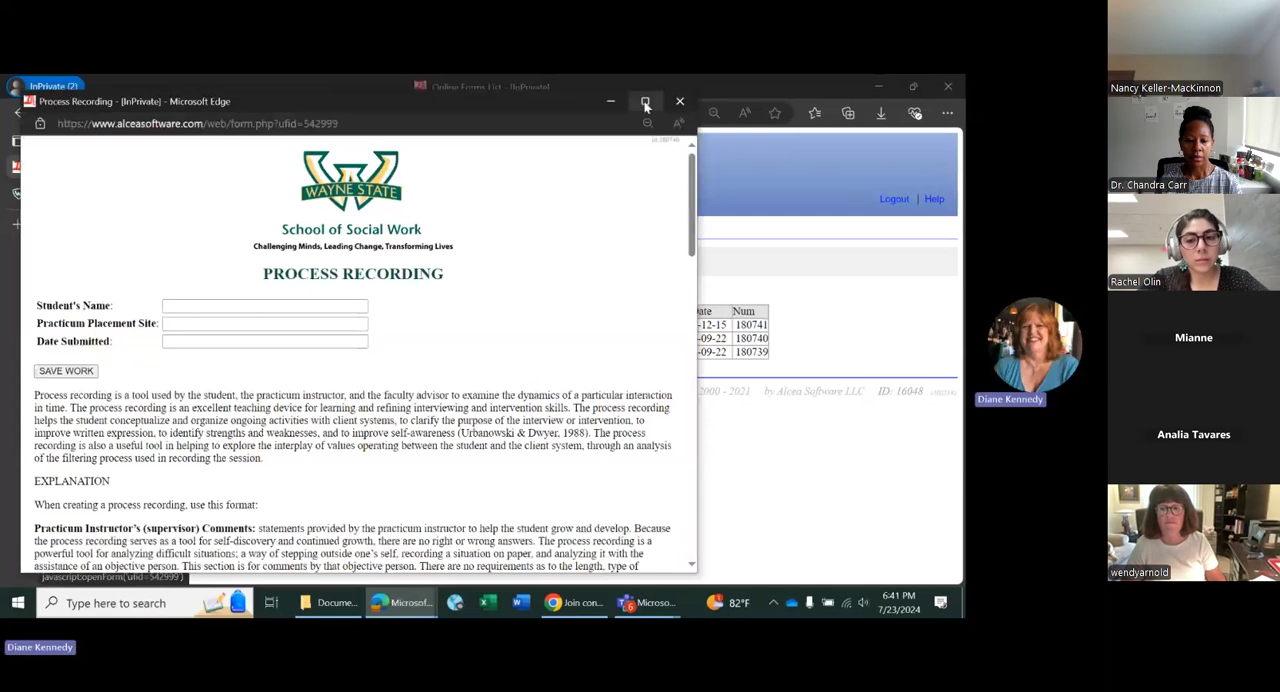 InPrivate (2)
Online Forms List - [InPrivate]
Process Recording - [InPrivate] - Microsoft Edge
https://www.alceasoftware.com/web/form.php?ufid=542999
WAYNE STATE
School of Social Work
Challenging Minds, Leading Change, Transforming Lives
PROCESS RECORDING
Student's Name:
Practicum Placement Site:
Date Submitted:
SAVE WORK
Process recording is a tool used by the student, the practicum instructor, and the faculty advisor to examine the dynamics of a particular interaction
in time. The process recording is an excellent teaching device for learning and refining interviewing and intervention skills. The process recording
helps the student conceptualize and organize ongoing activities with client systems, to clarify the purpose of the interview or intervention, to
improve written expression, to identify strengths and weaknesses, and to improve self-awareness (Urbanowski & Dwyer, 1988). The process
recording is also a useful tool in helping to explore the interplay of values operating between the student and the client system, through an analysis
of the filtering process used in recording the session.
EXPLANATION
When creating a process recording, use this format:
Practicum Instructor's (supervisor) Comments: statements provided by the practicum instructor to help the student grow and develop. Because
the process recording serves as a tool for self-discovery and continued growth, there are no right or wrong answers. The process recording is a
powerful tool for analyzing difficult situations; a way of stepping outside one's self, recording a situation on paper, and analyzing it with the
assistance of an objective person. This section is for comments by that objective person. There are no requirements as to the length, type of
javascript:openForm('ufid=542999')
Logout | Help
ate Num
-12-15 180741
-09-22 180740
-09-22 180739
2000 - 2021 by Alcea Software LLC ID: 16048
Type here to search
Docume...
Microsof...
Join con...
Microso...
82°F
6:41 PM
7/23/2024
Diane Kennedy
Diane Kennedy
Nancy Keller-MacKinnon
Dr. Chandra Carr
Rachel Olin
Mianne
Analia Tavares
wendyarnold